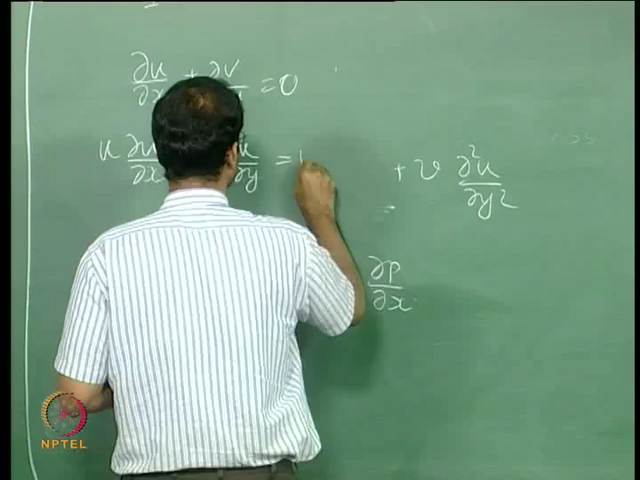 ∂u/∂x + ∂v/ = 0
u ∂u/∂x u/∂y = + ν ∂²u/∂y²
=
∂p/∂x
NPTEL